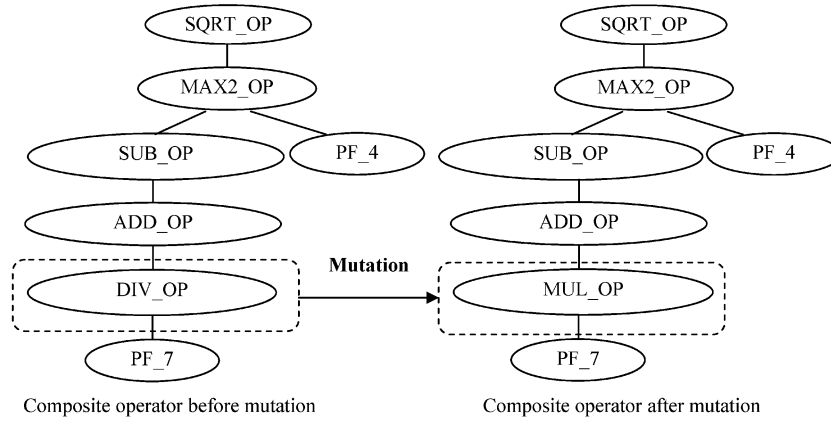 SQRT_OP
SQRT_OP
MAX2_OP
MAX2_OP
SUB_OP
PF_4
SUB_OP
PF_4
ADD_OP
ADD_OP
Mutation
DIV_OP
MUL_OP
PF_7
PF_7
Composite operator before mutation
Composite operator after mutation